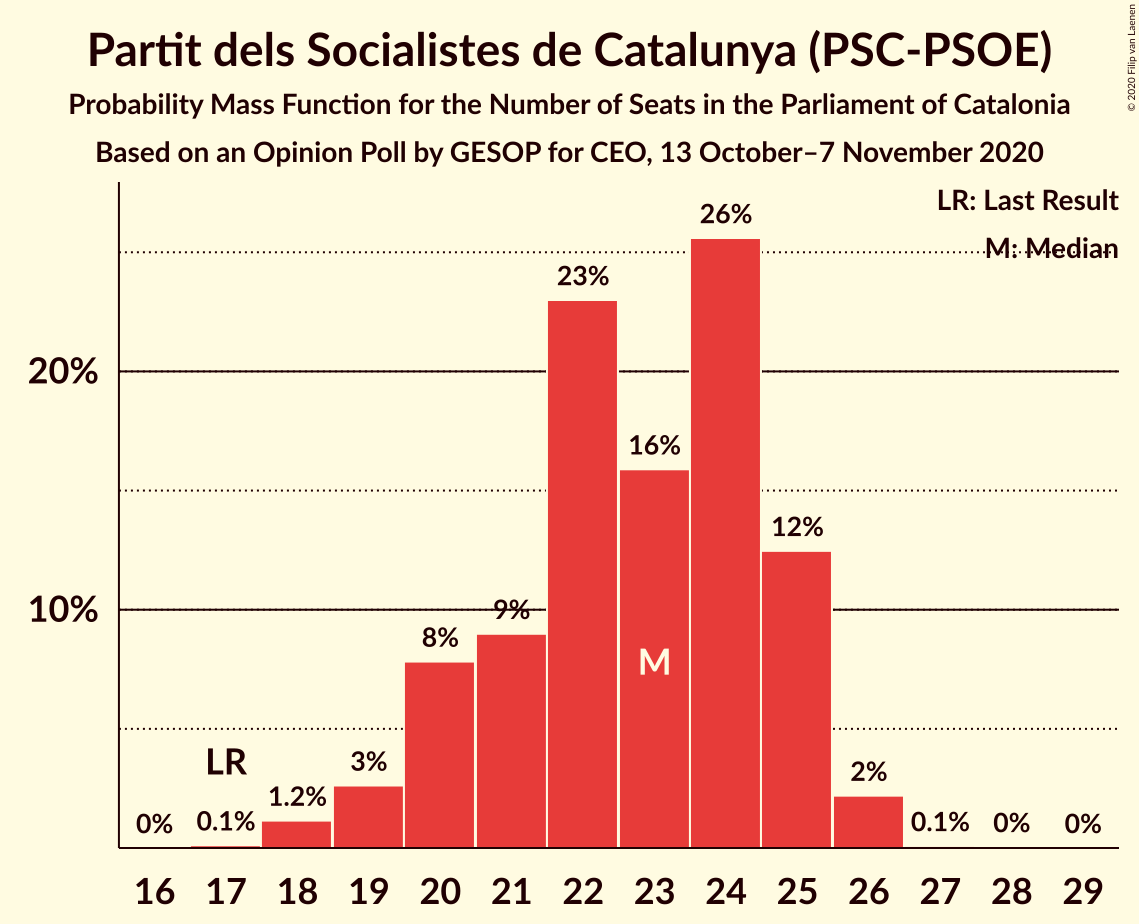 Partit dels Socialistes de Catalunya (PSC-PSOE)
Probability Mass Function for the Number of Seats in the Parliament of Catalonia
Based on an Opinion Poll by GESOP for CEO, 13 October–7 November 2020
© 2020 Filip van Laenen
LR: Last Result
M: Median
26%
23%
20%
16%
12%
10%
9%
8%
M
LR
3%
2%
1.2%
0% 0.1% 0.1% 0% 0%
16 17 18 19 20 21 22 23 24 25 26 27 28 29